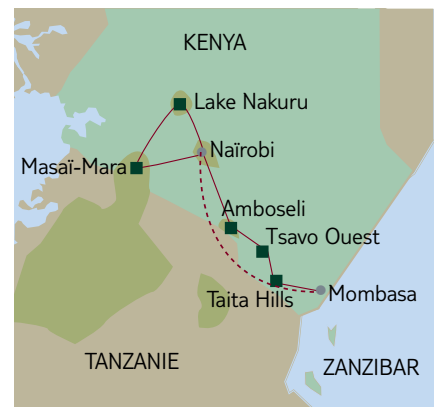 KENYA
Lake Nakuru
Naïrobi
Masaï-Mara
Amboseli
Tsavo Ouest
Taita Hills
Mombasa
TANZANIE
ZANZIBAR